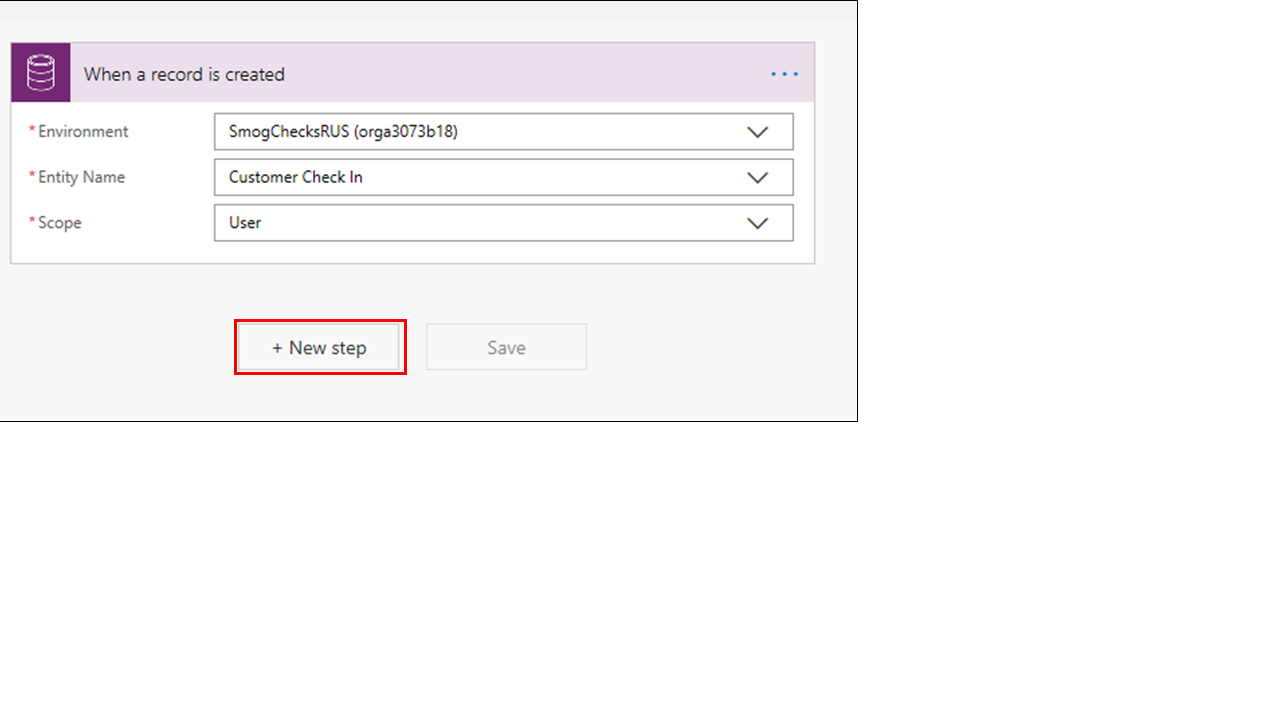 When a record is created
*Environment SmogChecksRUS (orga3073b18)
*Entity Name Customer Check In
*Scope User
+ New step Save